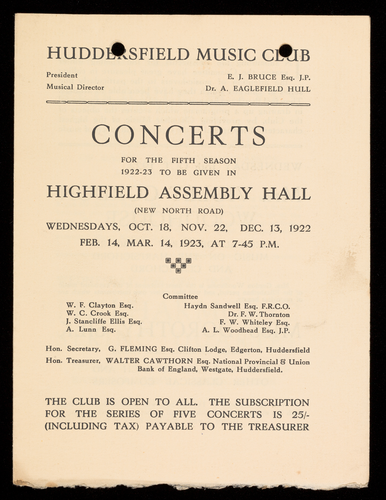 HUDDERSFIELD MUSIC CLUB
President E. J. BRUCE Esq. J.P.
Musical Director Dr. A. EAGLEFIELD HULL
CONCERTS
FOR THE FIFTH SEASON
1922-23 TO BE GIVEN IN
HIGHFIELD ASSEMBLY HALL
(NEW NORTH ROAD)
WEDNESDAYS, OCT. 18, NOV. 22, DEC. 13, 1922
FEB. 14, MAR. 14, 1923, AT 7-45 P.M.
Committee
W. F. Clayton Esq. Haydn Sandwell Esq. F.R.C.O.
W. C. Crook Esq. Dr. F. W. Thornton
J. Stancliffe Ellis Esq. F. W. Whiteley Esq.
A. Lunn Esq. A. L. Woodhead Esq. J.P.
Hon. Secretary, G. FLEMING Esq. Clifton Lodge, Edgerton, Huddersfield
Hon. Treasurer, WALTER CAWTHORN Esq. National Provincial & Union
Bank of England, Westgate, Huddersfield.
THE CLUB IS OPEN TO ALL. THE SUBSCRIPTION
FOR THE SERIES OF FIVE CONCERTS IS 25/-
(INCLUDING TAX) PAYABLE TO THE TREASURER